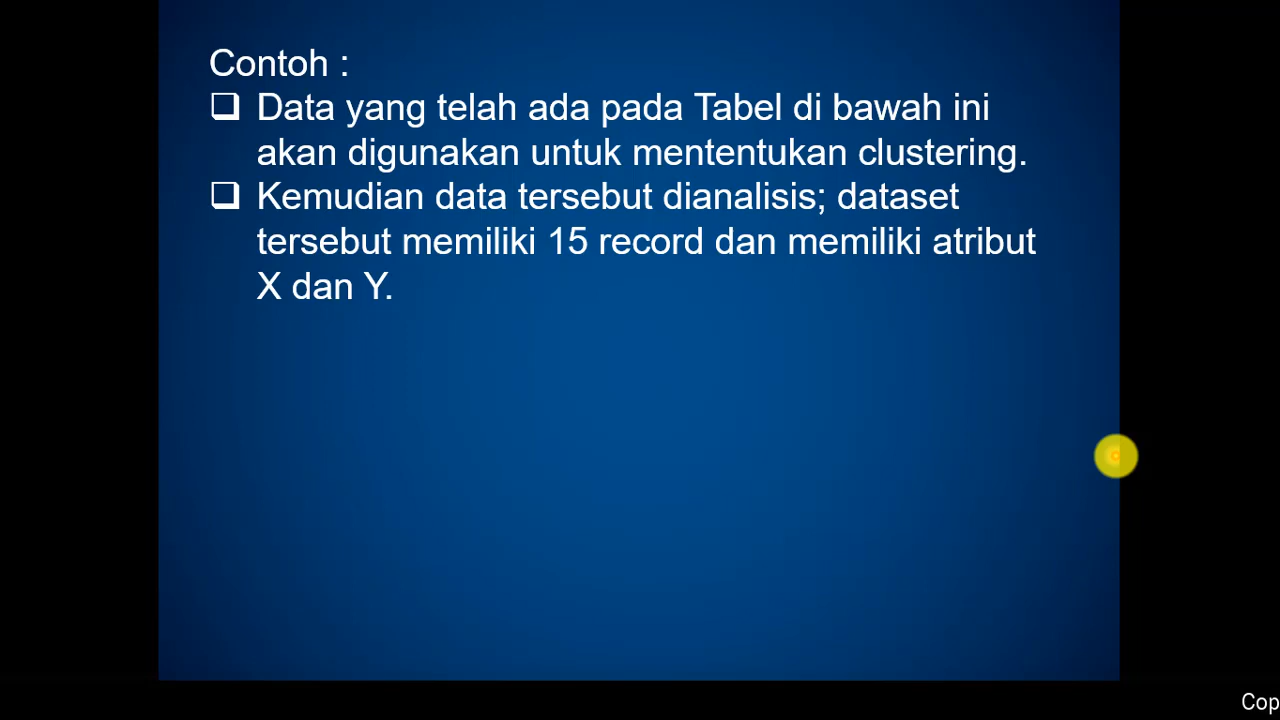 Contoh :
❑ Data yang telah ada pada Tabel di bawah ini
akan digunakan untuk mententukan clustering.
❑ Kemudian data tersebut dianalisis; dataset
tersebut memiliki 15 record dan memiliki atribut
X dan Y.
Cop